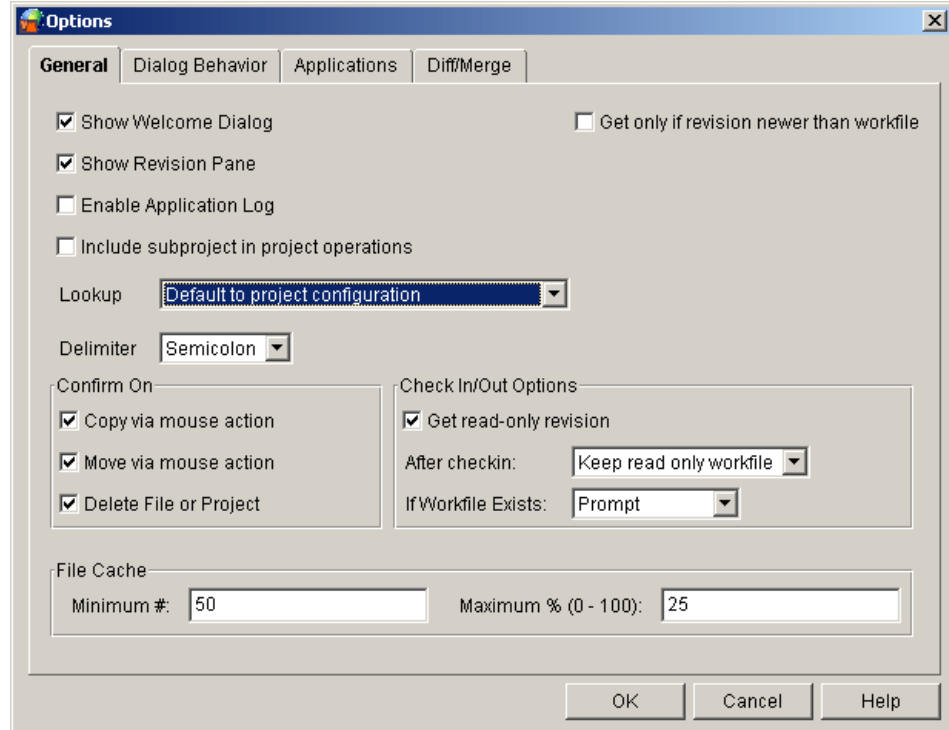 Options
General Dialog Behavior Applications Diff/Merge
Show Welcome Dialog Get only if revision newer than workfile
Show Revision Pane
Enable Application Log
Include subproject in project operations
Lookup Default to project configuration
Delimiter Semicolon
Confirm On Check In/Out Options
Copy via mouse action Get read-only revision
Move via mouse action After checkin: Keep read only workfile
Delete File or Project If Workfile Exists: Prompt
File Cache
Minimum #: 50 Maximum % (0 - 100): 25
OK Cancel Help